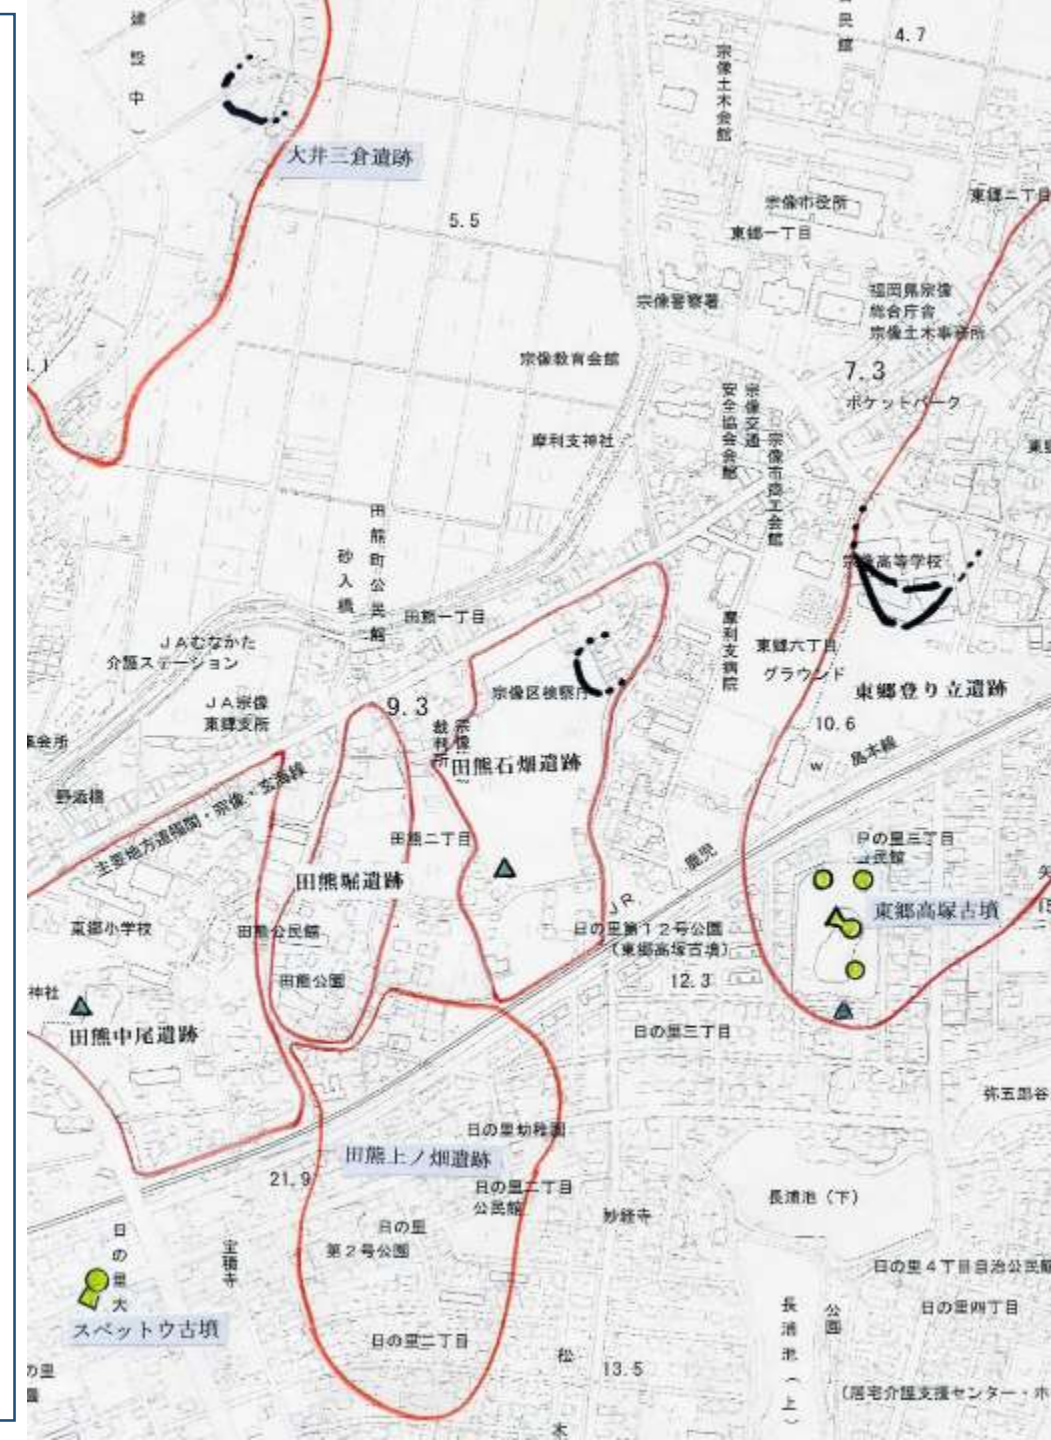 建設中）
民館
4.7
宗像土木会館
大井三倉遺跡
宗像市役所
東郷二丁目
5.5
東郷一丁目
宗像警察署
福岡県宗像
総合庁舎
宗像土木事務所
宗像教育会館
7.3
ポケットパーク
宗像交通
安全協会会館
摩利支神社
宗像市商工会館
田熊町公民館
砂入橋
宗像高等学校
田熊一丁目
摩利支病院
JAむなかた
介護ステーション
東郷六丁目
グラウンド
宗像区検察庁
東郷登り立遺跡
JA宗像
東郷支所
9.3
10.6
宗像
裁判所
集会所
田熊石畑遺跡
鹿児島本線
w
野添橋
主要地方道福間・宗像・玄海線
田熊二丁目
日の里三丁目
公民館
田熊堀遺跡
JR
東郷高塚古墳
東郷小学校
田熊公民館
日の里第12号公園
（東郷高塚古墳）
田熊公園
12.3
神社
田熊中尾遺跡
日の里三丁目
弥五郎谷
日の里幼稚園
田熊上ノ畑遺跡
21.9
日の里二丁目
公民館
長浦池（下）
妙経寺
日の里
第2号公園
日の里大
宝積寺
日の里4丁目自治公民館
日の里四丁目
スベットウ古墳
長浦池（上）
公園
日の里二丁目
松
13.5
の里
（居宅介護支援センター・ホ
木